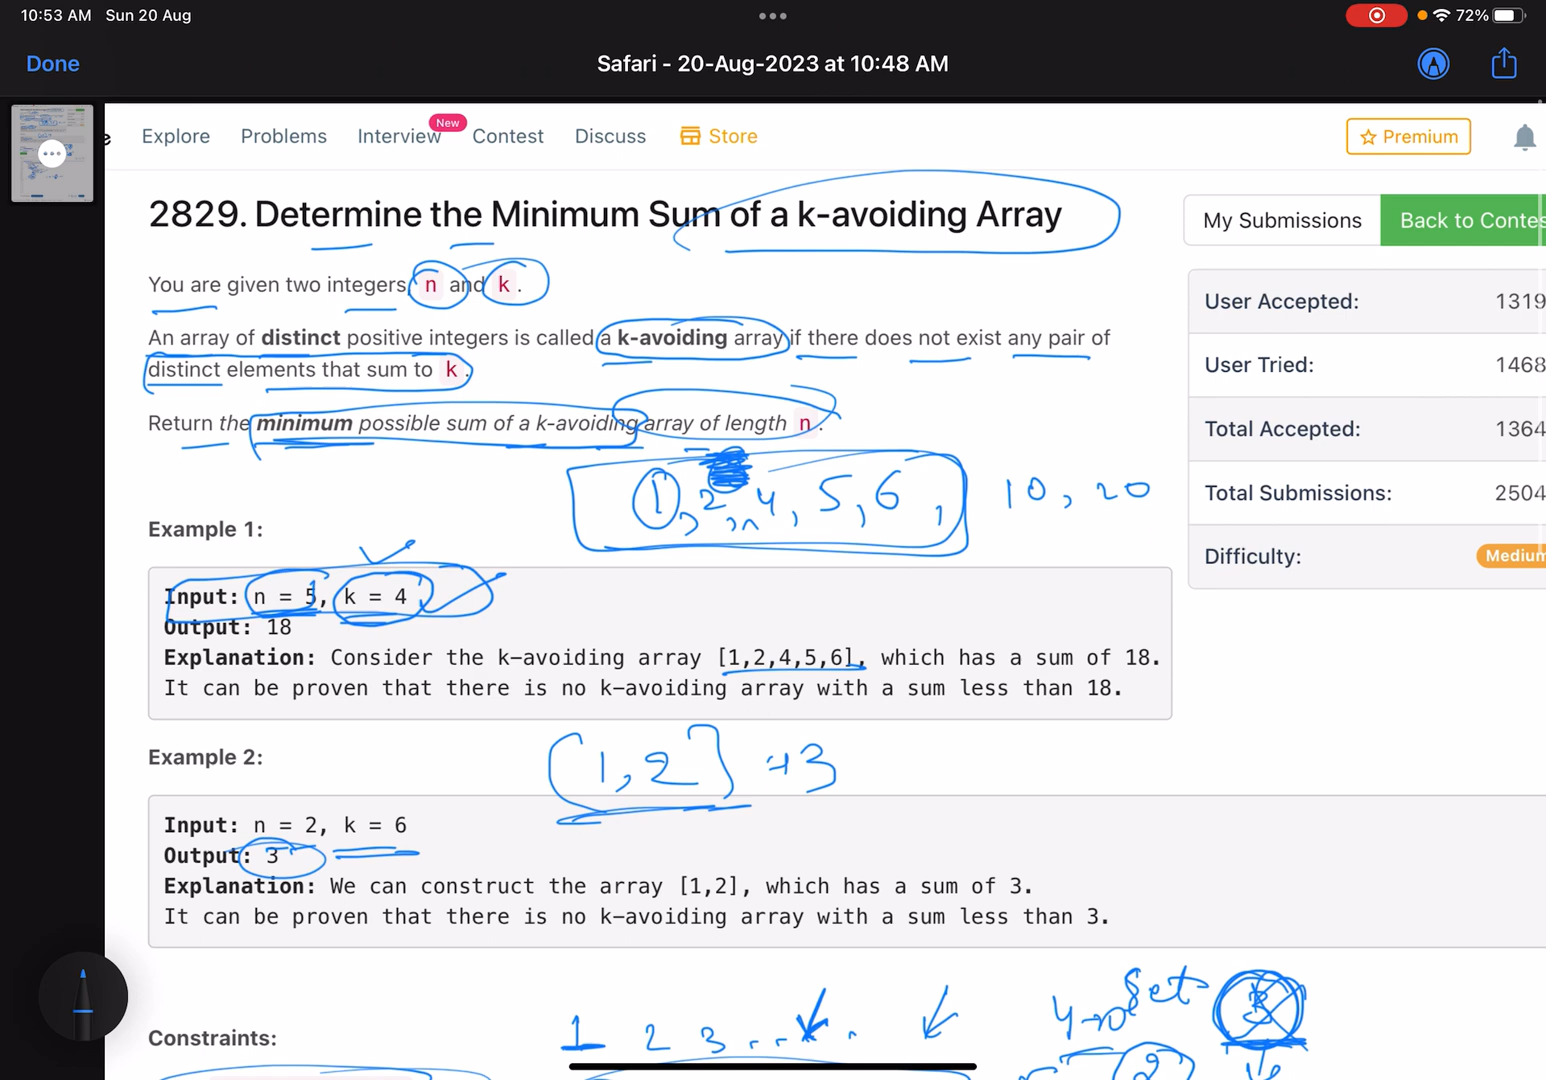 10:53 AM Sun 20 Aug
72%
Done
Safari - 20-Aug-2023 at 10:48 AM
e Explore Problems Interview New Contest Discuss Store
Premium
2829. Determine the Minimum Sum of a k-avoiding Array
My Submissions
Back to Contes
You are given two integers, n and k.
An array of distinct positive integers is called a k-avoiding array if there does not exist any pair of
distinct elements that sum to k.
Return the minimum possible sum of a k-avoiding array of length n.
User Accepted: 1319
User Tried: 1468
Total Accepted: 1364
Total Submissions: 2504
Difficulty: Medium
1, 2, 4, 5, 6, 10, 20
Example 1:
Input: n = 5, k = 4
Output: 18
Explanation: Consider the k-avoiding array [1,2,4,5,6], which has a sum of 18.
It can be proven that there is no k-avoiding array with a sum less than 18.
Example 2:
[1, 2] →3
Input: n = 2, k = 6
Output: 3
Explanation: We can construct the array [1,2], which has a sum of 3.
It can be proven that there is no k-avoiding array with a sum less than 3.
Constraints:
1 2 3 ...
Set
3
2